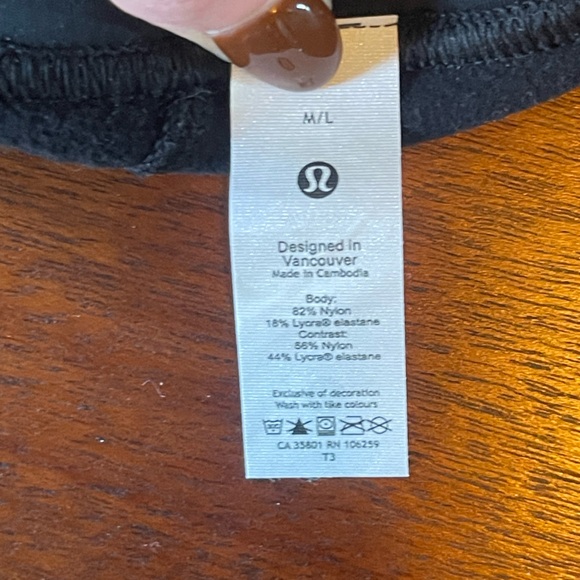 M/L
Designed in
Vancouver
Made in Cambodia
Body:
82% Nylon
18% Lycra® elastane
Contrast:
56% Nylon
44% Lycra® elastane
Exclusive of decoration
Wash with like colours
CA 35801 RN 106259
T3